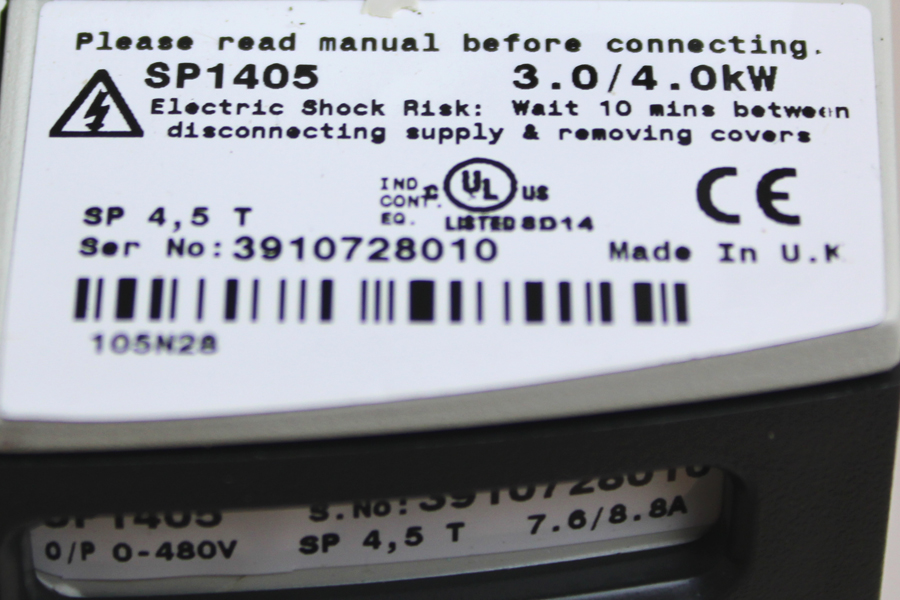 Please read manual before connecting.
SP1405 3.0/4.0kW
Electric Shock Risk: Wait 10 mins between
disconnecting supply & removing covers
IND.
CONT.
EQ.
c UL US
LISTED 8D14
CE
SP 4,5 T
Ser No:3910728010 Made In U.K
105N28
SP1405 S.No:3910728010
O/P 0-480V SP 4,5 T 7.6/8.8A